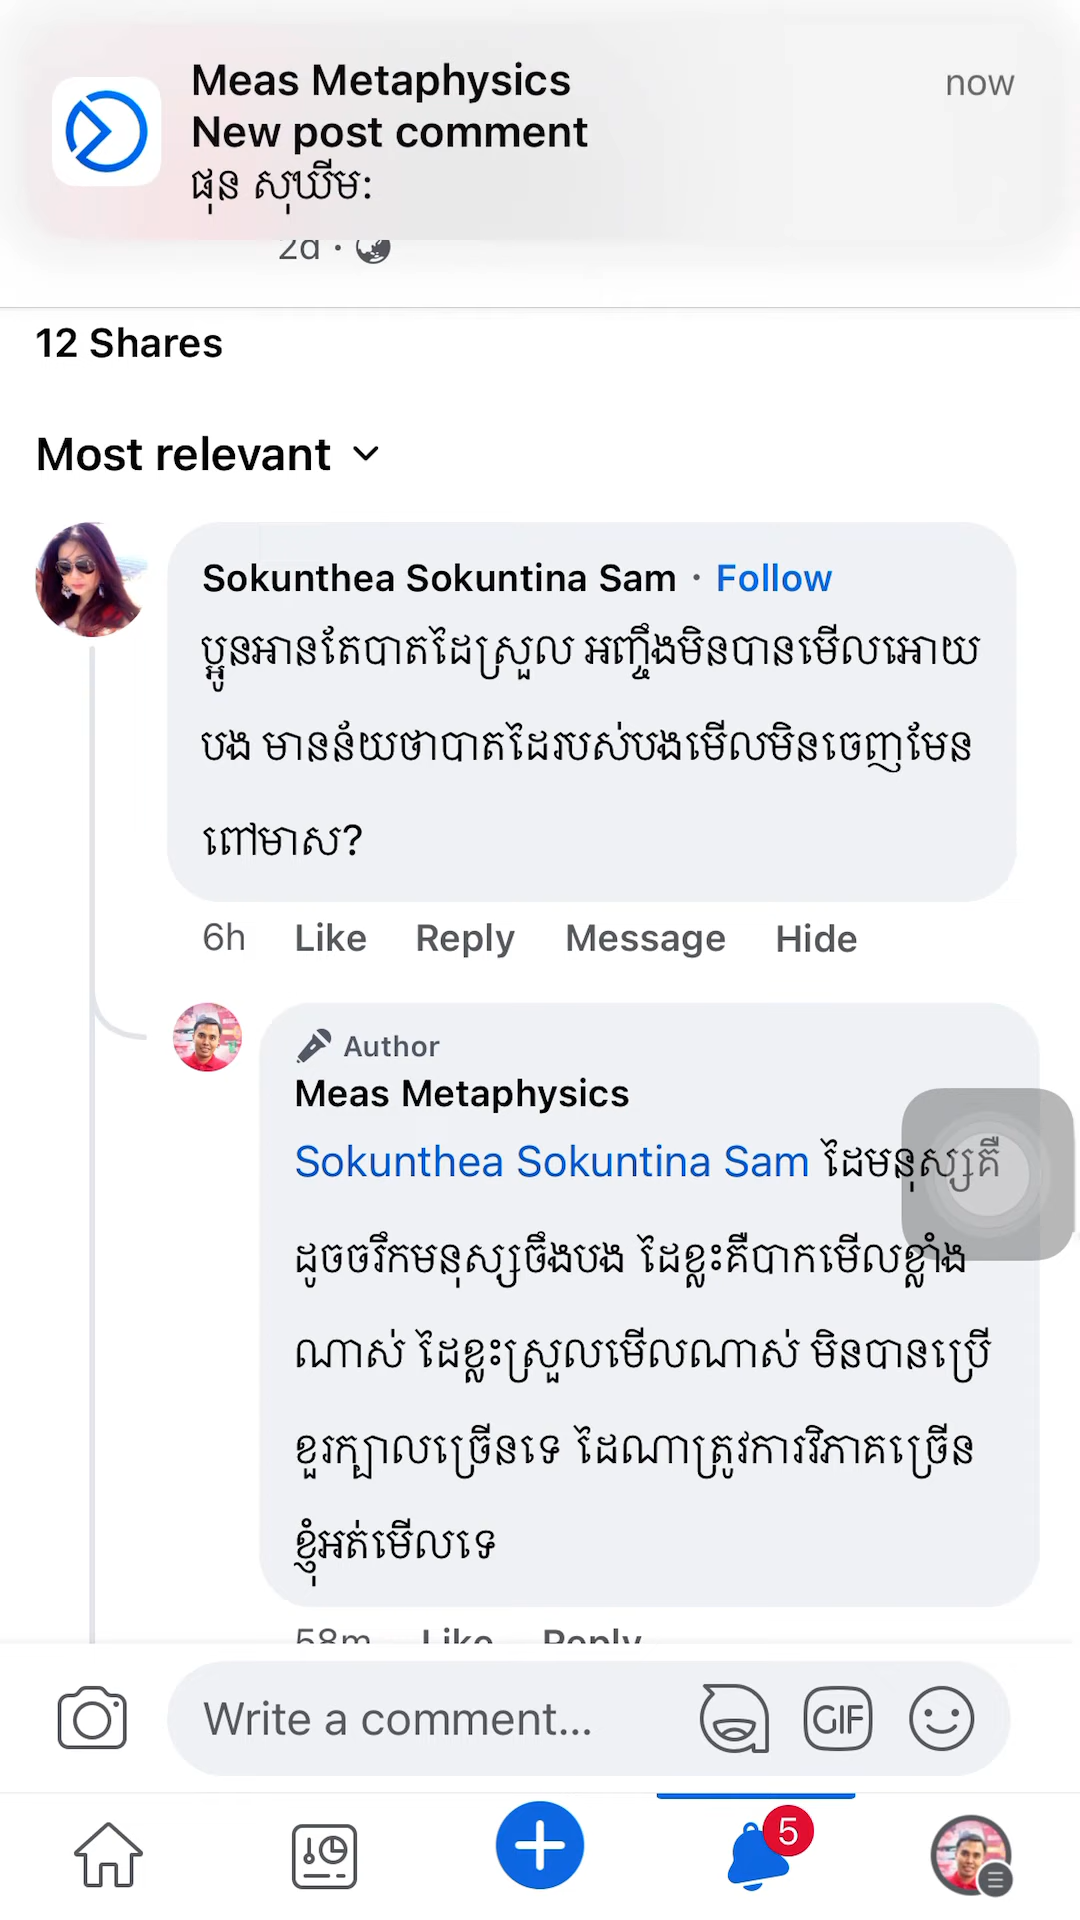 Meas Metaphysics
now
New post comment
ផុន សុឃីម:
2d ·
12 Shares
Most relevant
Sokunthea Sokuntina Sam · Follow
ប្អូនអានតែបាតដៃស្រួល អញ្ចឹងមិនបានមើលអោយ
បង មានន័យថាបាតដៃរបស់បងមើលមិនចេញមែន
ពៅមាស?
6h Like Reply Message Hide
Author
Meas Metaphysics
Sokunthea Sokuntina Sam ដៃមនុស្សគឺ
ដូចចរឹកមនុស្សចឹងបង ដៃខ្លះគឺបាកមើលខ្លាំង
ណាស់ ដៃខ្លះស្រួលមើលណាស់ មិនបានប្រើ
ខួរក្បាលច្រើនទេ ដៃណាត្រូវការវិភាគច្រើន
ខ្ញុំអត់មើលទេ
58m Like Reply
Write a comment...
GIF
5